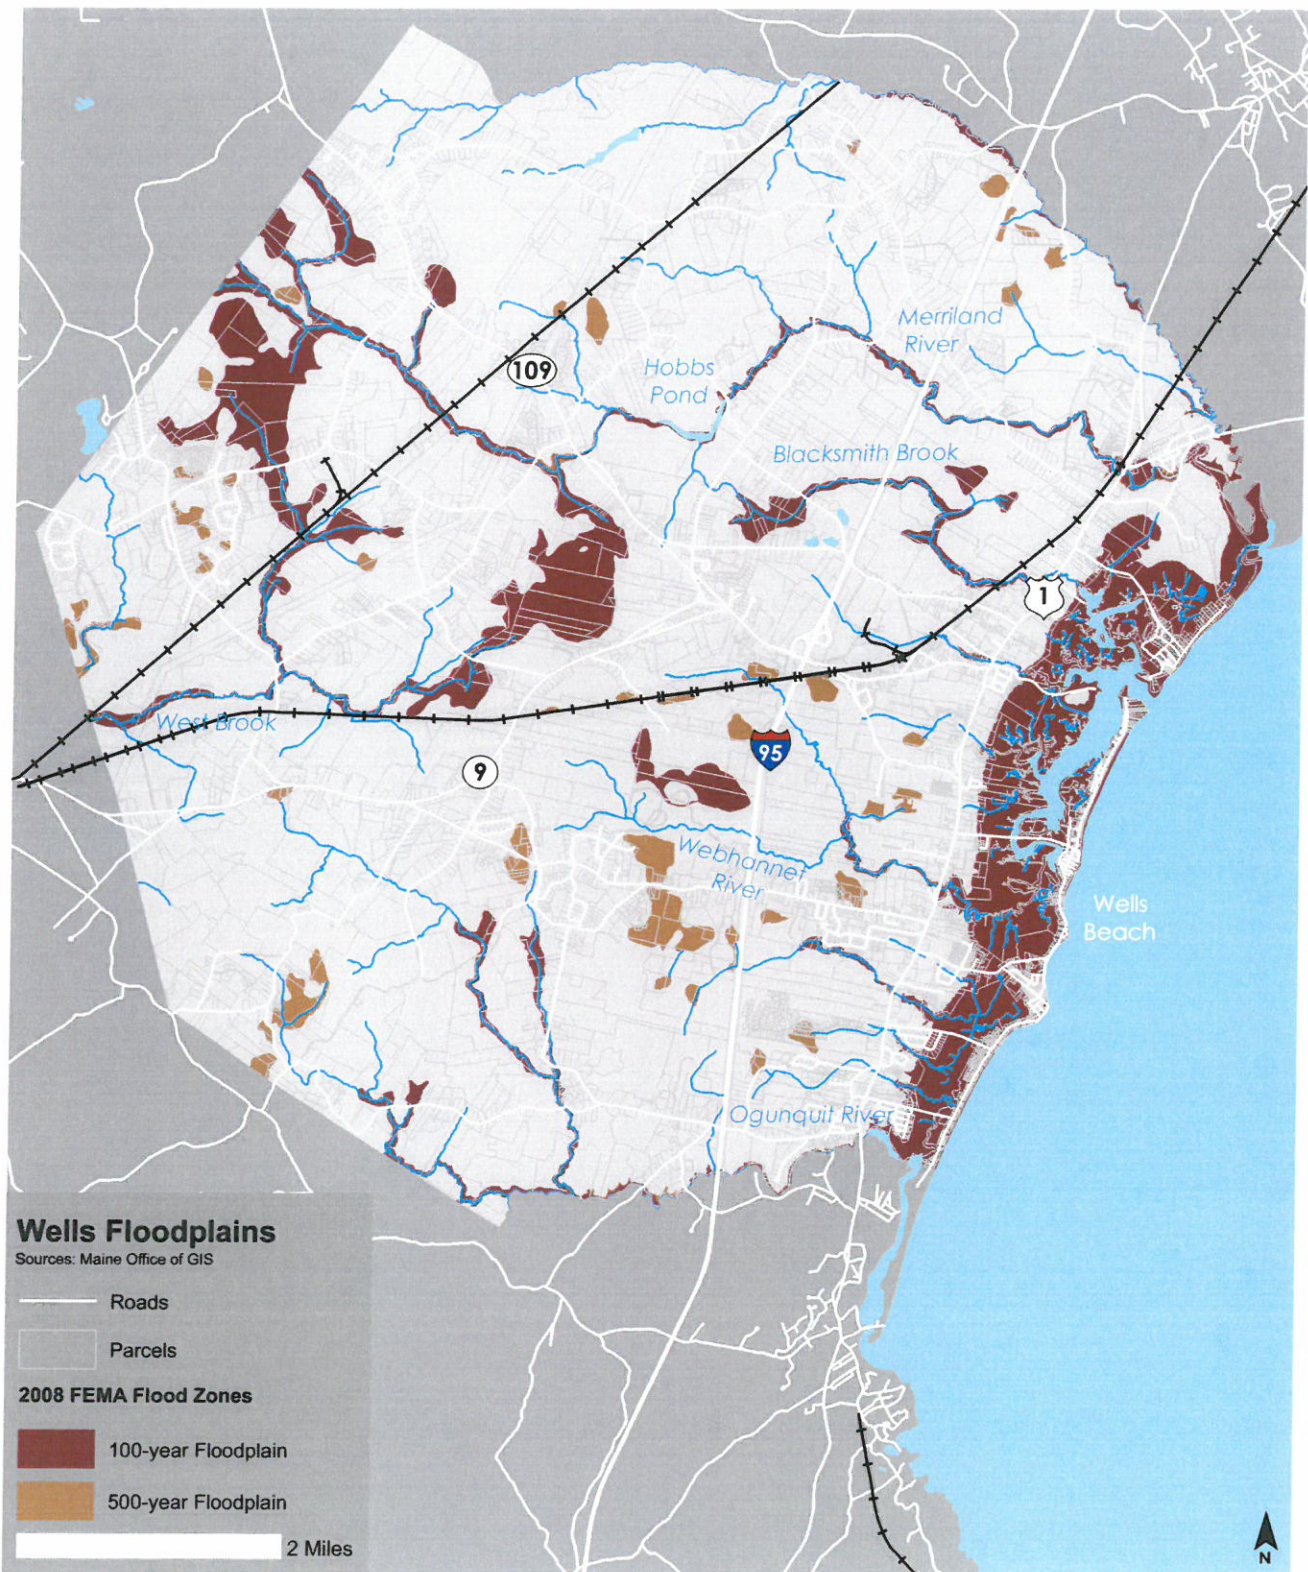 Merriland
River
Hobbs
Pond
109
Blacksmith Brook
1
West Brook
95
9
Webhannet
River
Wells
Beach
Ogunquit River
Wells Floodplains
Sources: Maine Office of GIS
Roads
Parcels
2008 FEMA Flood Zones
100-year Floodplain
500-year Floodplain
2 Miles
N